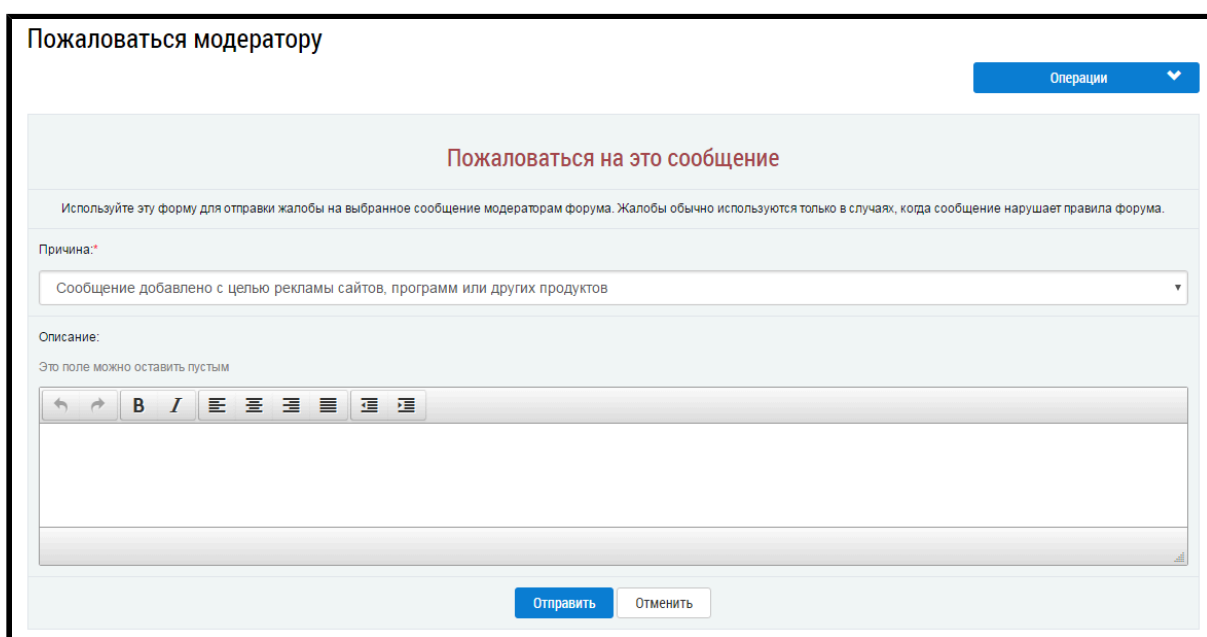 Пожаловаться модератору
Операции
Пожаловаться на это сообщение
Используйте эту форму для отправки жалобы на выбранное сообщение модераторам форума. Жалобы обычно используются только в случаях, когда сообщение нарушает правила форума.
Причина:*
Сообщение добавлено с целью рекламы сайтов, программ или других продуктов
Описание:
Это поле можно оставить пустым
B I
Отправить Отменить